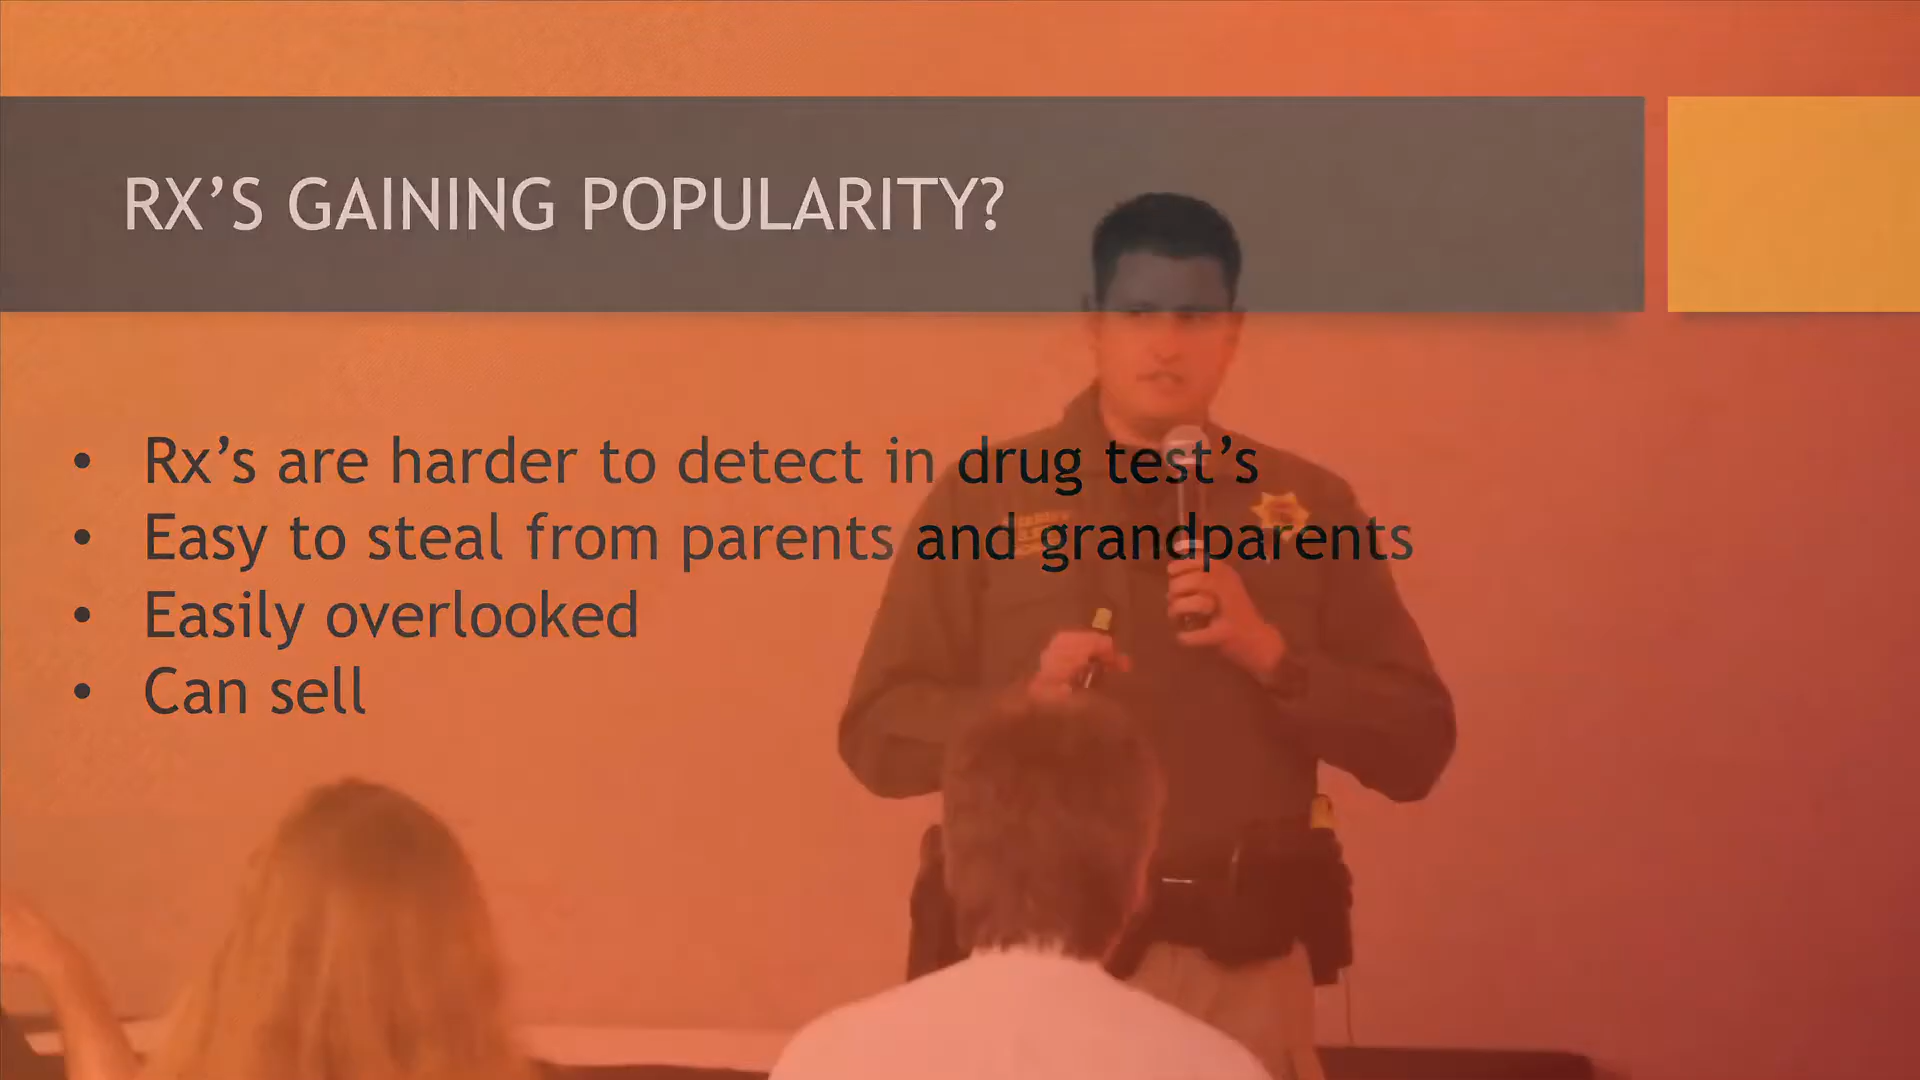 RX’S GAINING POPULARITY?
• Rx’s are harder to detect in drug test’s
• Easy to steal from parents and grandparents
• Easily overlooked
• Can sell